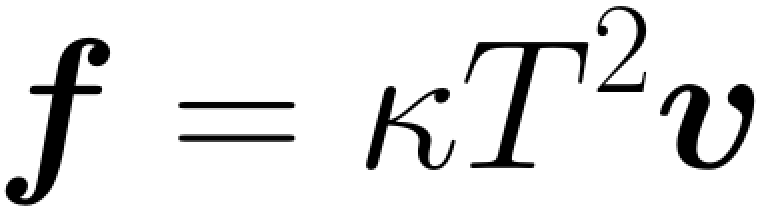 𝒇 = κT²𝒗